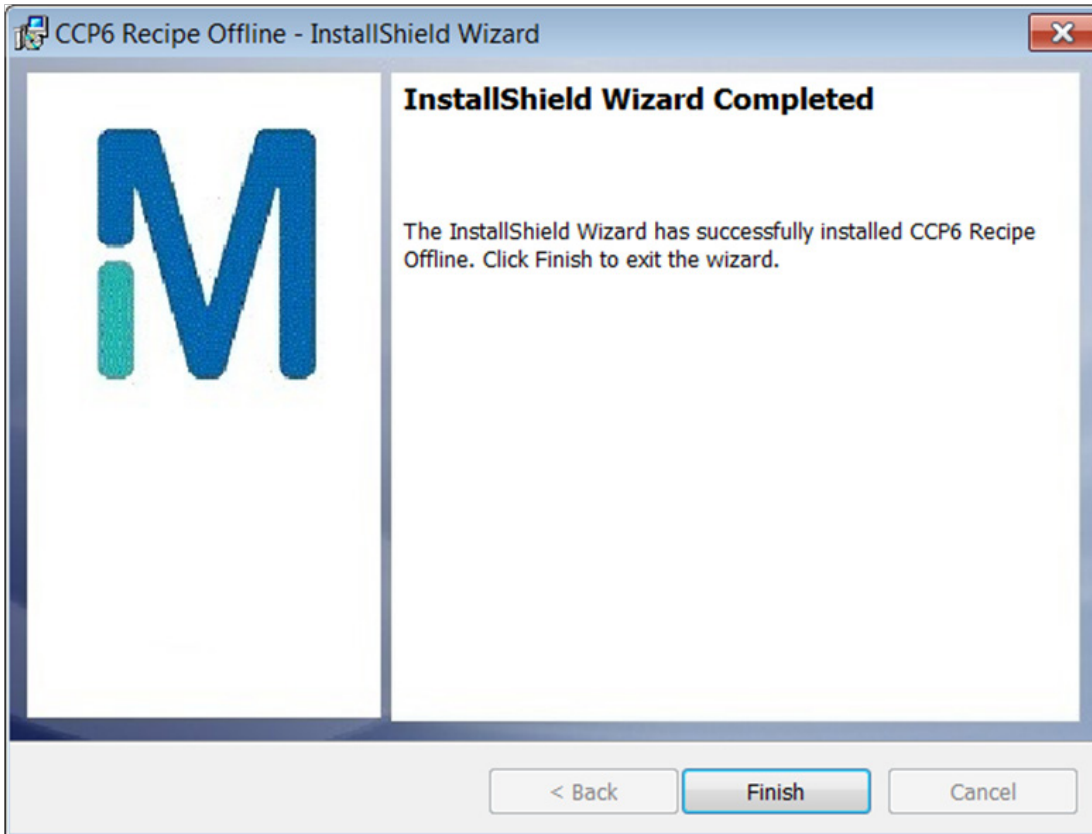 CCP6 Recipe Offline - InstallShield Wizard
InstallShield Wizard Completed
The InstallShield Wizard has successfully installed CCP6 Recipe
Offline. Click Finish to exit the wizard.
< Back
Finish
Cancel